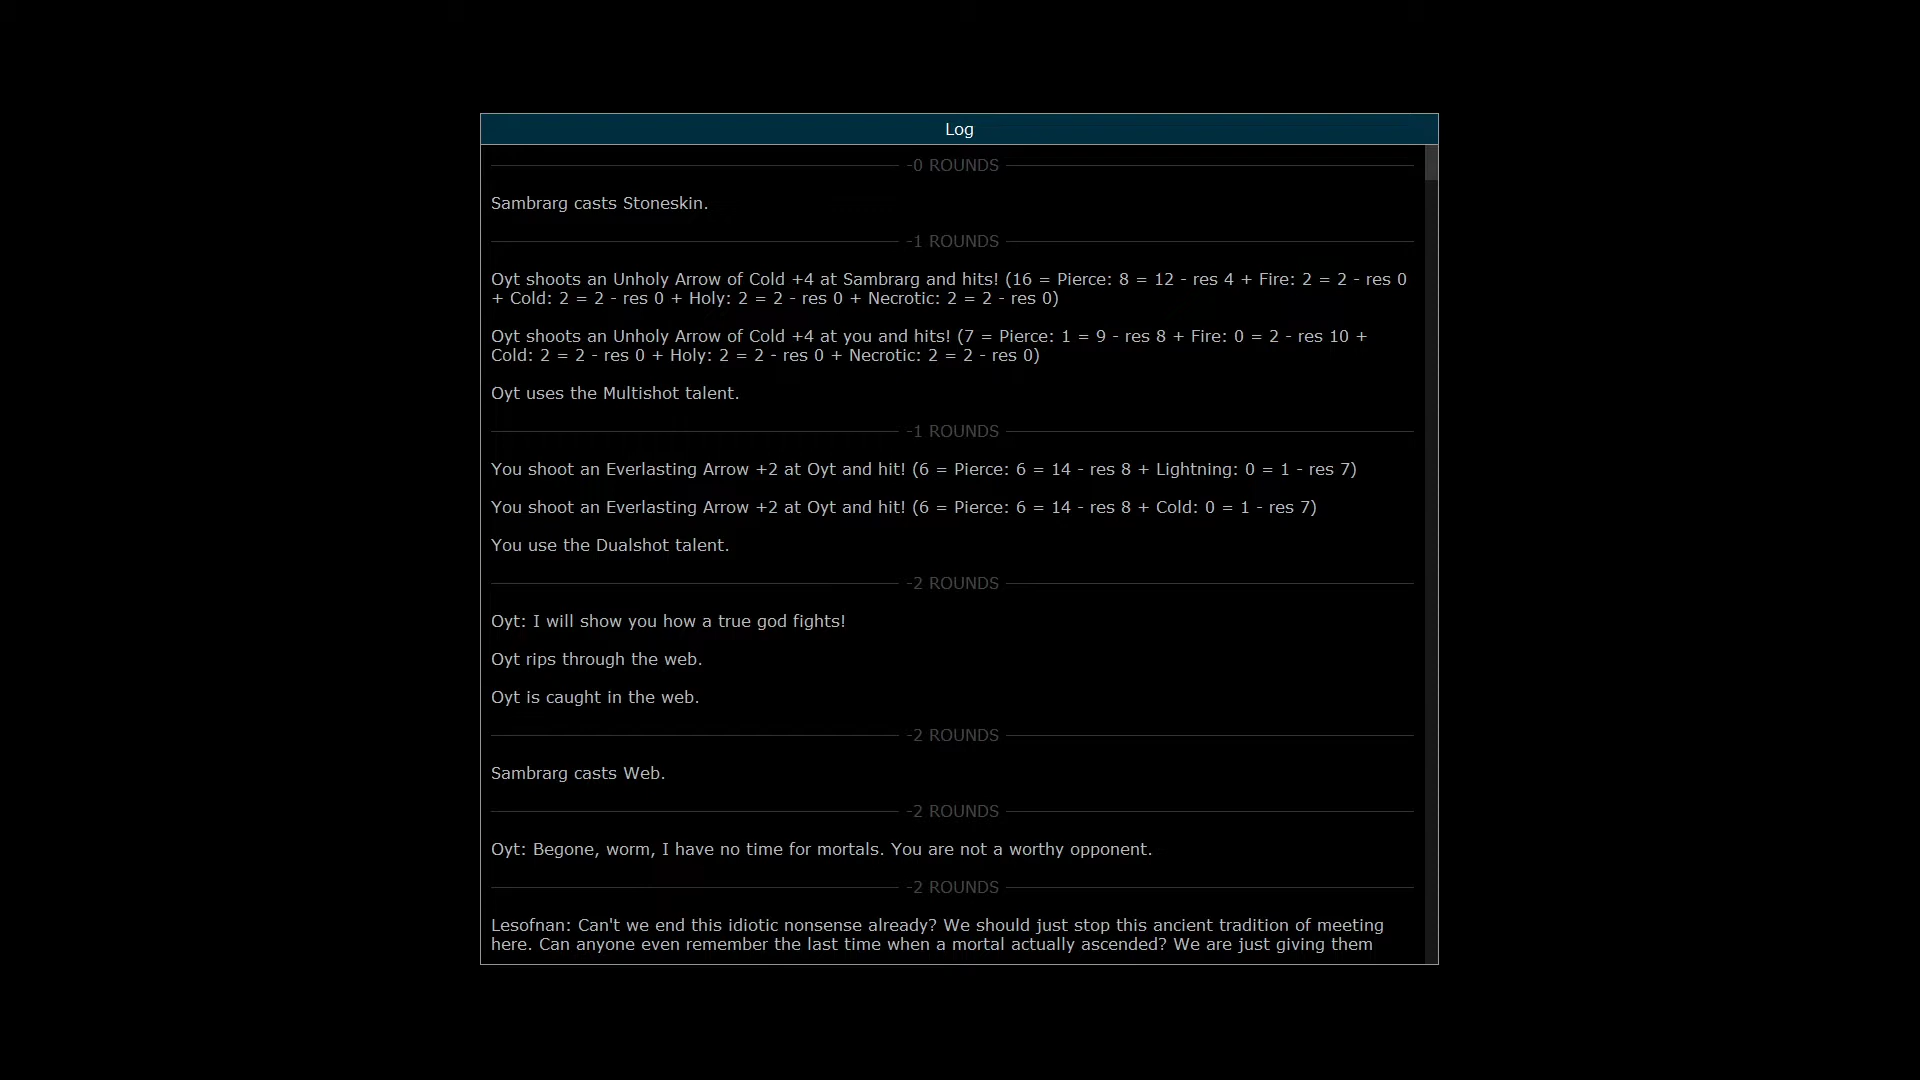 Log
-0 ROUNDS
Sambrarg casts Stoneskin.
-1 ROUNDS
Oyt shoots an Unholy Arrow of Cold +4 at Sambrarg and hits! (16 = Pierce: 8 = 12 - res 4 + Fire: 2 = 2 - res 0
+ Cold: 2 = 2 - res 0 + Holy: 2 = 2 - res 0 + Necrotic: 2 = 2 - res 0)
Oyt shoots an Unholy Arrow of Cold +4 at you and hits! (7 = Pierce: 1 = 9 - res 8 + Fire: 0 = 2 - res 10 +
Cold: 2 = 2 - res 0 + Holy: 2 = 2 - res 0 + Necrotic: 2 = 2 - res 0)
Oyt uses the Multishot talent.
-1 ROUNDS
You shoot an Everlasting Arrow +2 at Oyt and hit! (6 = Pierce: 6 = 14 - res 8 + Lightning: 0 = 1 - res 7)
You shoot an Everlasting Arrow +2 at Oyt and hit! (6 = Pierce: 6 = 14 - res 8 + Cold: 0 = 1 - res 7)
You use the Dualshot talent.
-2 ROUNDS
Oyt: I will show you how a true god fights!
Oyt rips through the web.
Oyt is caught in the web.
-2 ROUNDS
Sambrarg casts Web.
-2 ROUNDS
Oyt: Begone, worm, I have no time for mortals. You are not a worthy opponent.
-2 ROUNDS
Lesofnan: Can't we end this idiotic nonsense already? We should just stop this ancient tradition of meeting
here. Can anyone even remember the last time when a mortal actually ascended? We are just giving them